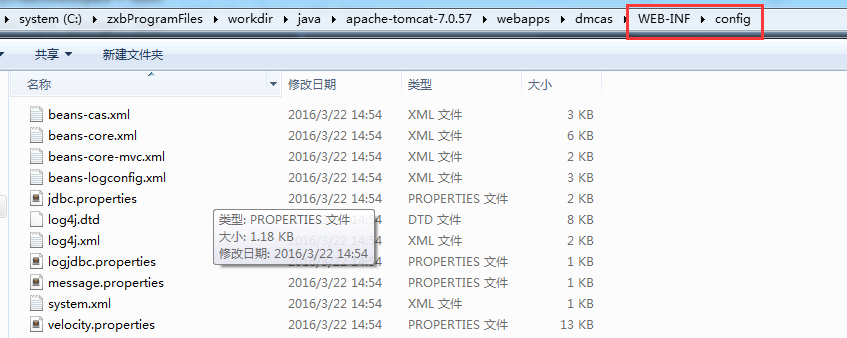 system (C:) zxbProgramFiles workdir java apache-tomcat-7.0.57 webapps dmcas WEB-INF config
共享 新建文件夹
名称 修改日期 类型 大小
beans-cas.xml 2016/3/22 14:54 XML 文件 3 KB
beans-core.xml 2016/3/22 14:54 XML 文件 6 KB
beans-core-mvc.xml 2016/3/22 14:54 XML 文件 2 KB
beans-logconfig.xml 2016/3/22 14:54 XML 文件 3 KB
jdbc.properties 2016/3/22 14:54 PROPERTIES 文件 2 KB
log4j.dtd DTD 文件 8 KB
log4j.xml XML 文件 2 KB
logjdbc.properties PROPERTIES 文件 1 KB
类型: PROPERTIES 文件
大小: 1.18 KB
修改日期: 2016/3/22 14:54
message.properties 2016/3/22 14:54 PROPERTIES 文件 1 KB
system.xml 2016/3/22 14:54 XML 文件 1 KB
velocity.properties 2016/3/22 14:54 PROPERTIES 文件 13 KB